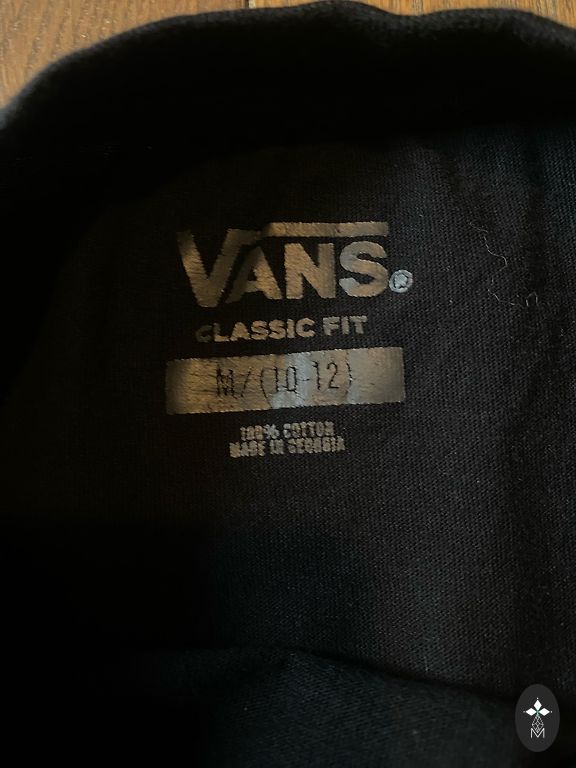 VANS®
CLASSIC FIT
M/(10-12)
100% COTTON
MADE IN GEORGIA
M